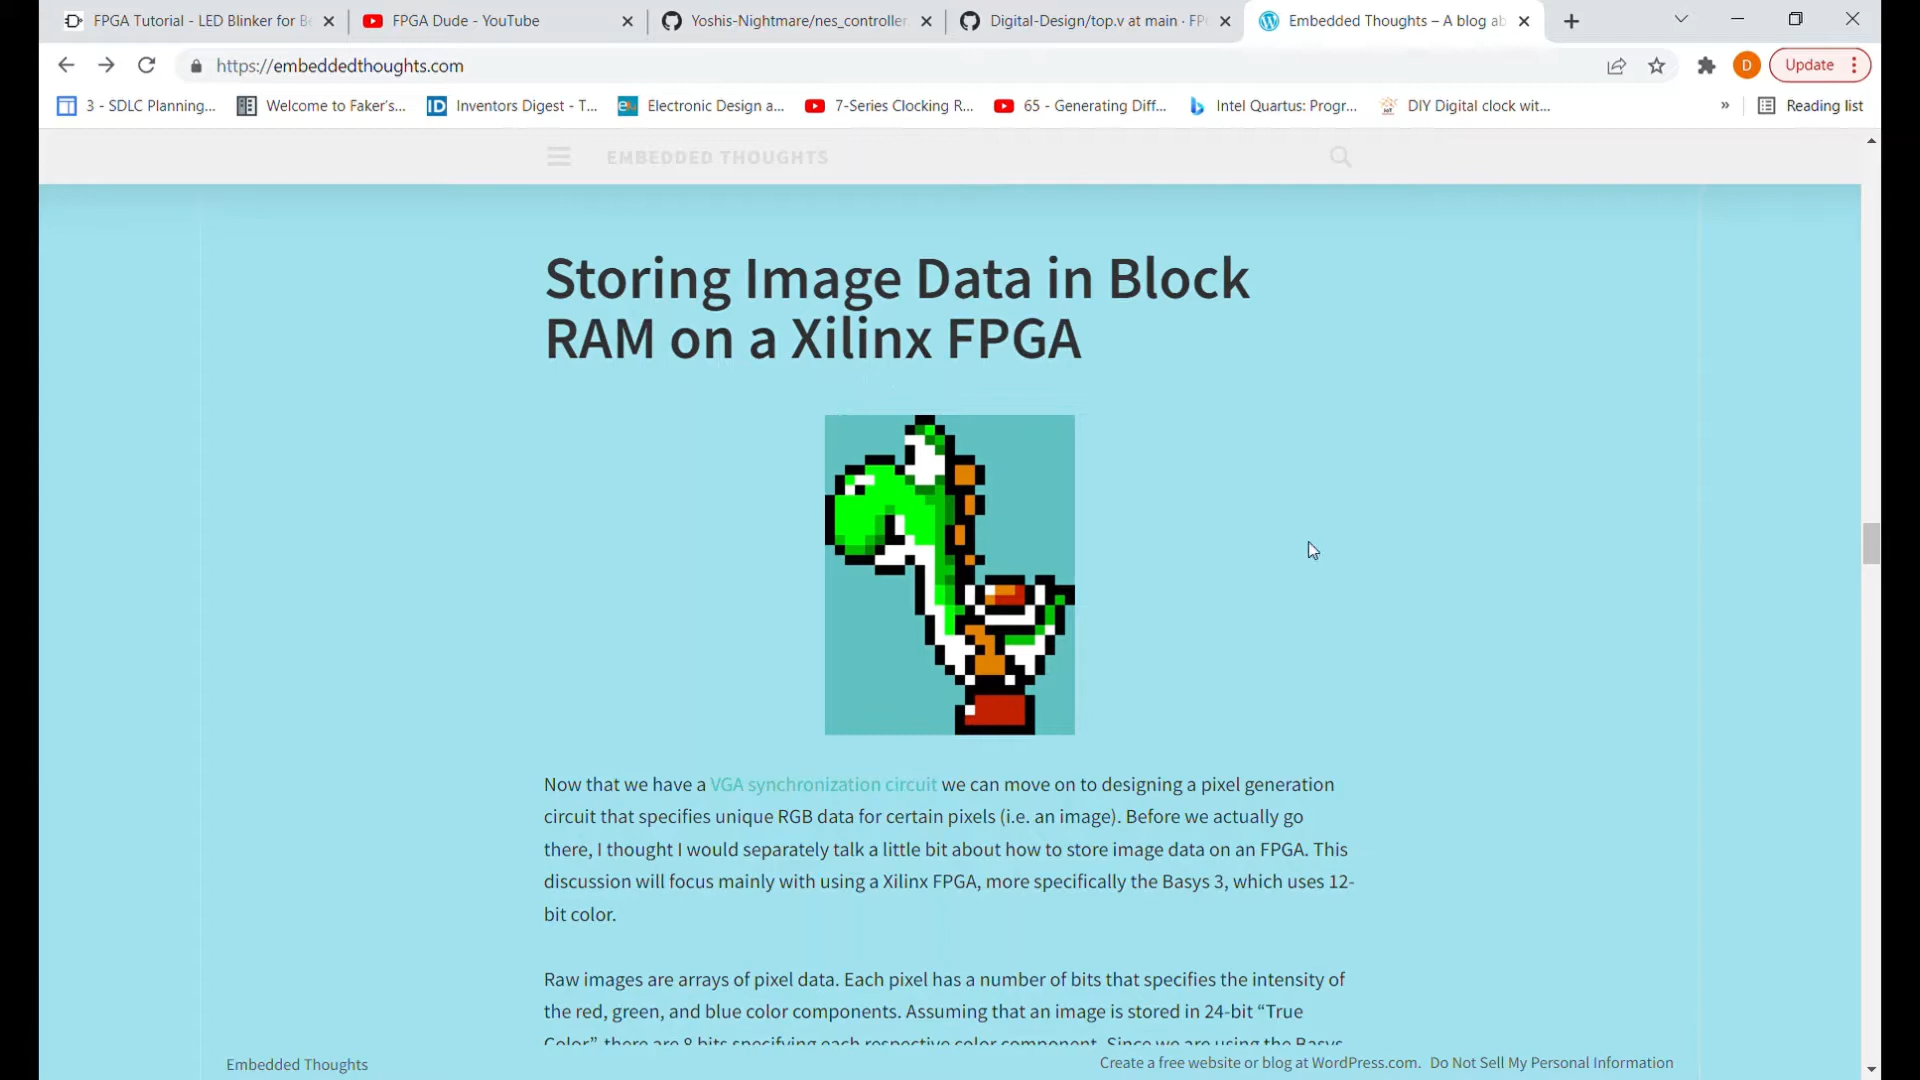 FPGA Tutorial - LED Blinker for Be
FPGA Dude - YouTube
Yoshis-Nightmare/nes_controller.
Digital-Design/top.v at main · FP
Embedded Thoughts – A blog ab
https://embeddedthoughts.com
D
Update
3 - SDLC Planning...
Welcome to Faker's...
Inventors Digest - T...
Electronic Design a...
7-Series Clocking R...
65 - Generating Diff...
Intel Quartus: Progr...
DIY Digital clock wit...
»
Reading list
EMBEDDED THOUGHTS
Storing Image Data in Block
RAM on a Xilinx FPGA
Now that we have a VGA synchronization circuit we can move on to designing a pixel generation
circuit that specifies unique RGB data for certain pixels (i.e. an image). Before we actually go
there, I thought I would separately talk a little bit about how to store image data on an FPGA. This
discussion will focus mainly with using a Xilinx FPGA, more specifically the Basys 3, which uses 12-
bit color.
Raw images are arrays of pixel data. Each pixel has a number of bits that specifies the intensity of
the red, green, and blue color components. Assuming that an image is stored in 24-bit “True
Color”, there are 8 bits specifying each respective color component. Since we are using the Basys
Embedded Thoughts
Create a free website or blog at WordPress.com.
Do Not Sell My Personal Information